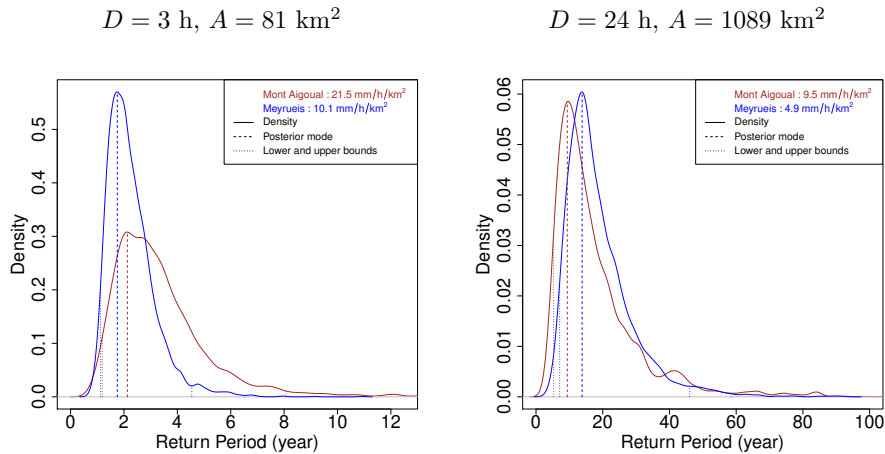 D = 3 h, A = 81 km²
Mont Aigoual : 21.5 mm/h/km²
Meyrueis : 10.1 mm/h/km²
Density
Posterior mode
Lower and upper bounds
Density
0.0
0.1
0.2
0.3
0.4
0.5
0
2
4
6
8
10
12
Return Period (year)
D = 24 h, A = 1089 km²
Mont Aigoual : 9.5 mm/h/km²
Meyrueis : 4.9 mm/h/km²
Density
Posterior mode
Lower and upper bounds
Density
0.00
0.01
0.02
0.03
0.04
0.05
0.06
0
20
40
60
80
100
Return Period (year)